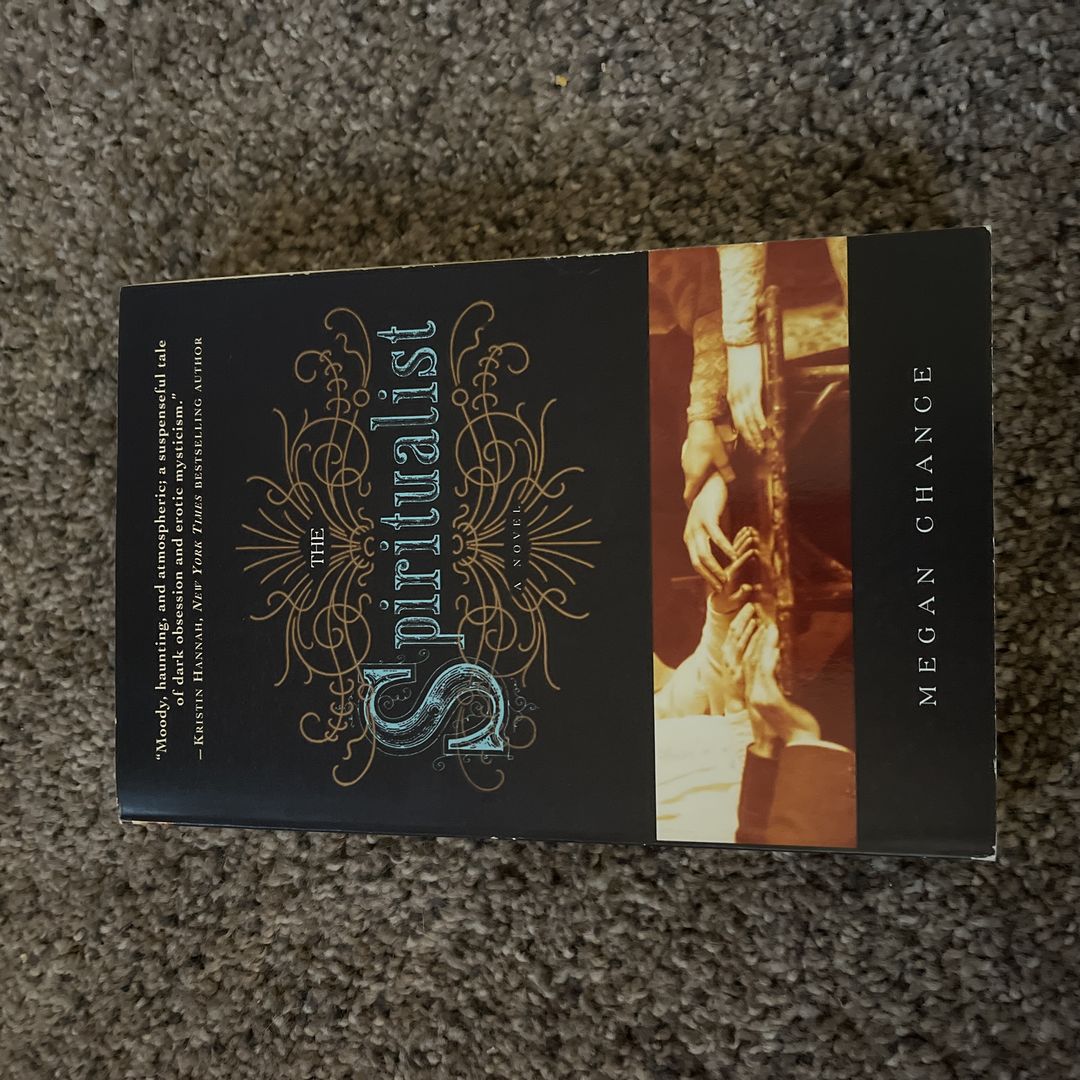 “Moody, haunting, and atmospheric; a suspenseful tale
of dark obsession and erotic mysticism.”
—Kristin Hannah, New York Times bestselling author
THE
Spiritualist
A NOVEL
MEGAN CHANCE